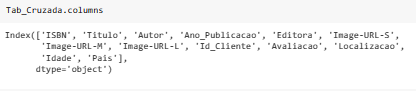 Tab_Cruzada.columns
Index(['ISBN', 'Titulo', 'Autor', 'Ano_Publicacao', 'Editora', 'Image-URL-S',
'Image-URL-M', 'Image-URL-L', 'Id_Cliente', 'Avaliacao', 'Localizacao',
'Idade', 'Pais'],
dtype='object')